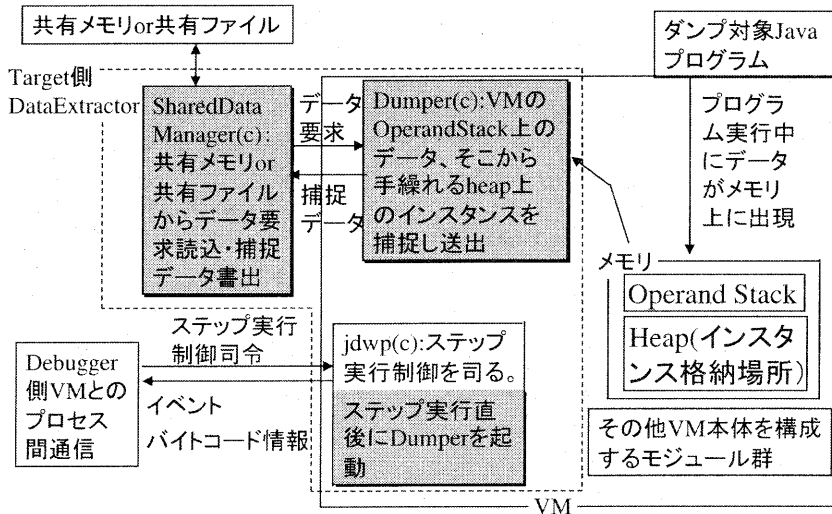 共有メモリor共有ファイル
Target側
DataExtractor
SharedData
Manager(c):
共有メモリor
共有ファイル
からデータ要
求読込・捕捉
データ書出
データ
要求
捕捉
データ
Dumper(c):VMの
OperandStack上の
データ、そこから
手繰れるheap上
のインスタンスを
捕捉し送出
ダンプ対象Java
プログラム
プログラ
ム実行中
にデータ
がメモリ
上に出現
メモリ
Operand Stack
Heap(インスタ
ンス格納場所)
ステップ実行
制御司令
Debugger
側VMとの
プロセス
間通信
イベント
バイトコード情報
jdwp(c):ステップ
実行制御を司る。
ステップ実行直
後にDumperを起
動
その他VM本体を構成
するモジュール群
VM